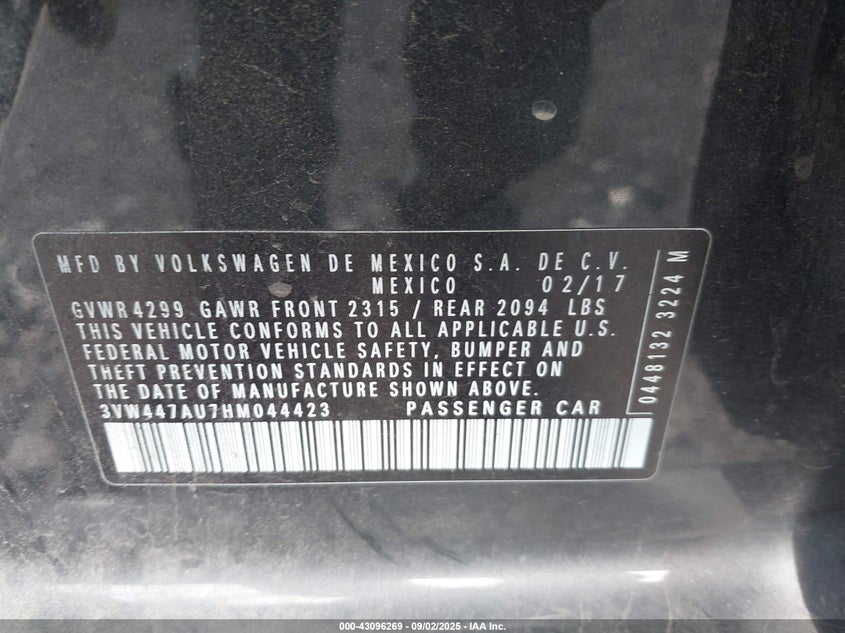 MFD BY VOLKSWAGEN DE MEXICO S.A. DE C.V.
MEXICO 02/17
GVWR 4299 GAWR FRONT 2315 / REAR 2094 LBS
THIS VEHICLE CONFORMS TO ALL APPLICABLE U.S.
FEDERAL MOTOR VEHICLE SAFETY, BUMPER AND
THEFT PREVENTION STANDARDS IN EFFECT ON
THE DATE OF MANUFACTURE SHOWN ABOVE.
3VW447AU7HM044423 PASSENGER CAR
0448132 3224 M
000-43096269 - 09/02/2025 - IAA Inc.